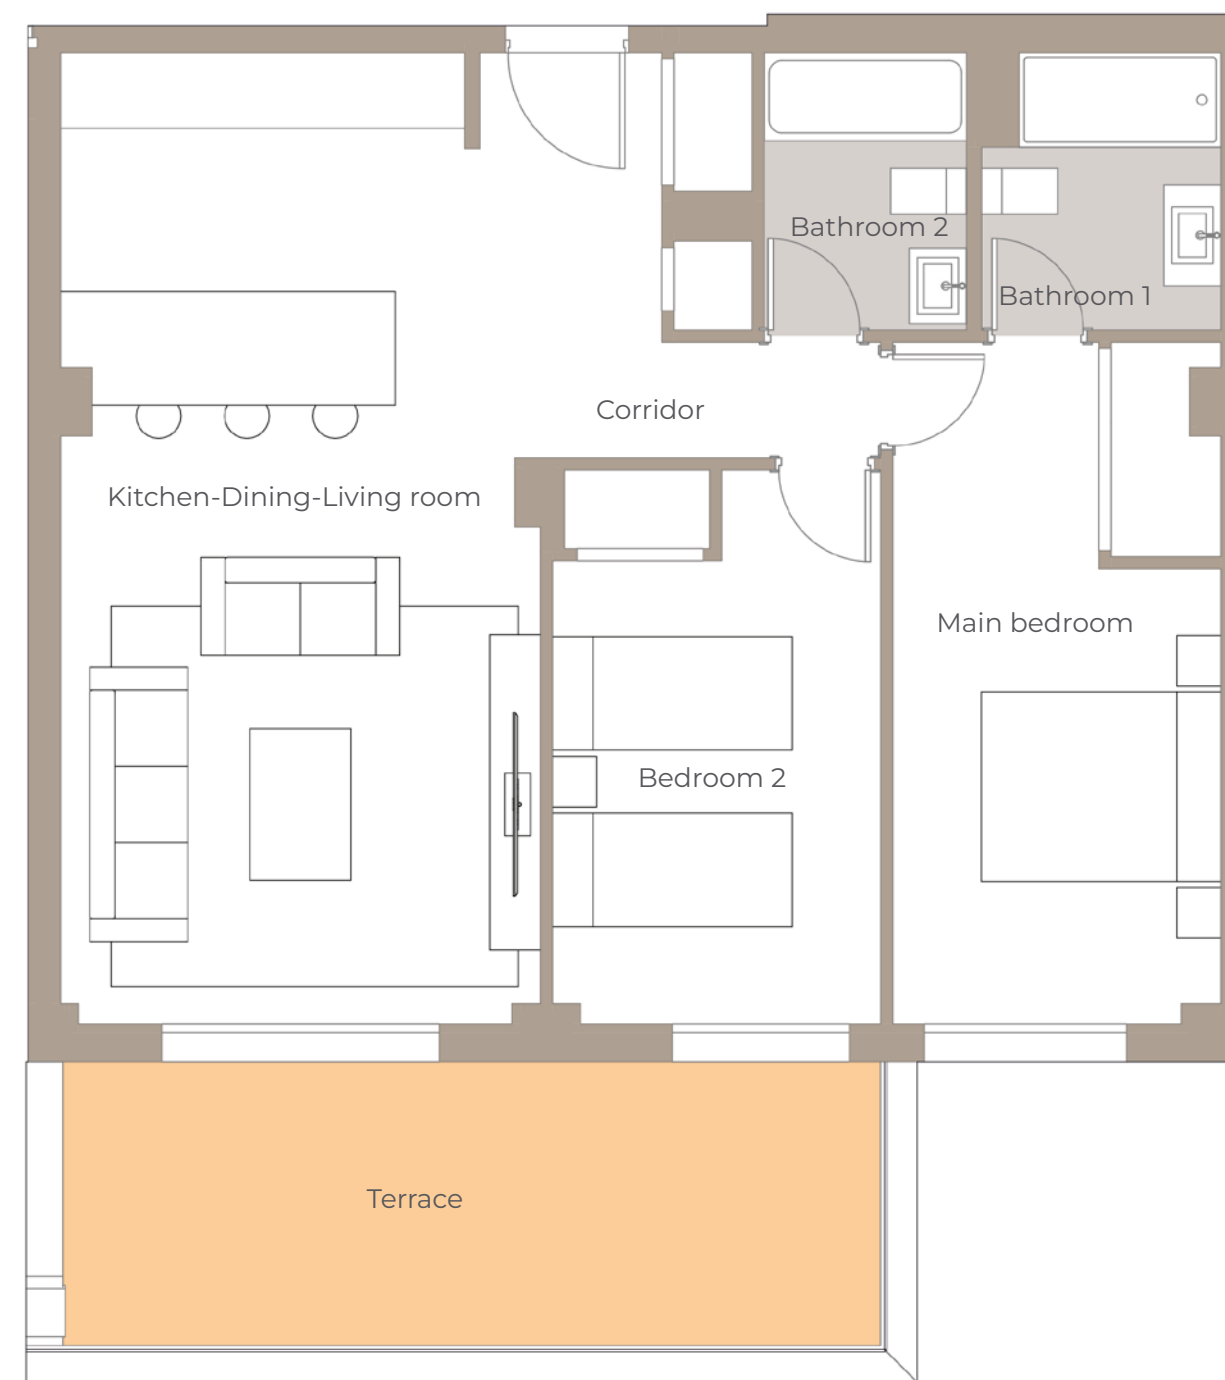 Bathroom 2
Bathroom 1
Corridor
Kitchen-Dining-Living room
Main bedroom
Bedroom 2
Terrace